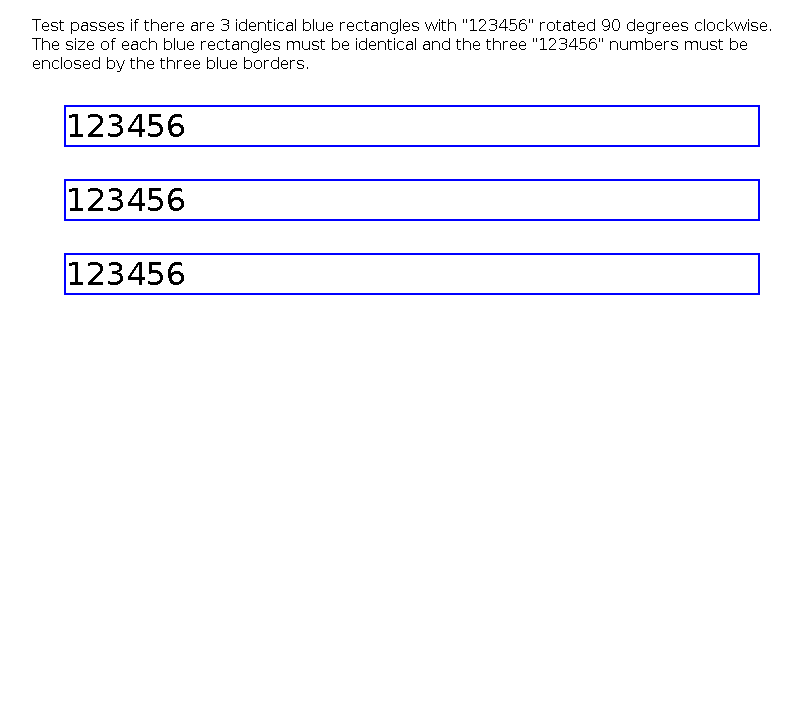 Test passes if there are 3 identical blue rectangles with "123456" rotated 90 degrees clockwise.
The size of each blue rectangles must be identical and the three "123456" numbers must be
enclosed by the three blue borders.
123456
123456
123456